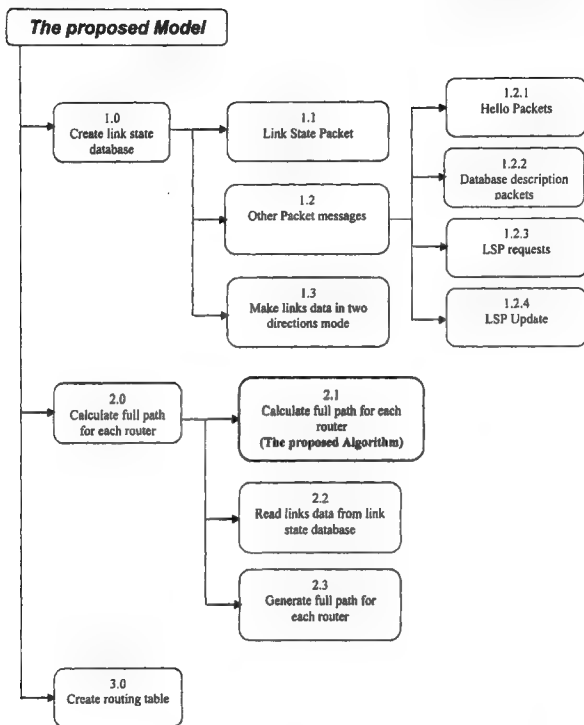 The proposed Model
1.0
Create link state
database
1.1
Link State Packet
1.2
Other Packet messages
1.3
Make links data in two
directions mode
1.2.1
Hello Packets
1.2.2
Database description
packets
1.2.3
LSP requests
1.2.4
LSP Update
2.0
Calculate full path
for each router
2.1
Calculate full path for each
router
(The proposed Algorithm)
2.2
Read links data from link
state database
2.3
Generate full path for
each router
3.0
Create routing table